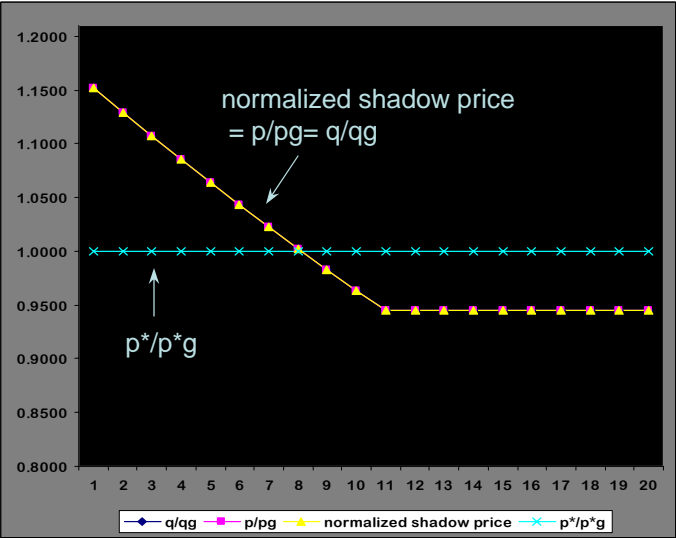 1.2000
1.1500
1.1000
1.0500
1.0000
0.9500
0.9000
0.8500
0.8000
normalized shadow price
= p/pg= q/qg
p*/p*g
1 2 3 4 5 6 7 8 9 10 11 12 13 14 15 16 17 18 19 20
q/qg p/pg normalized shadow price p*/p*g